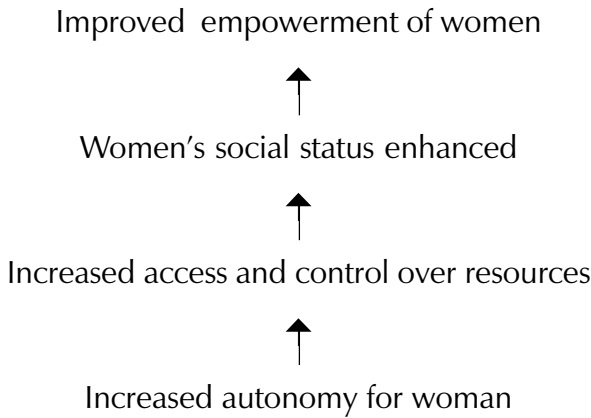 Improved empowerment of women
Women's social status enhanced
Increased access and control over resources
Increased autonomy for woman